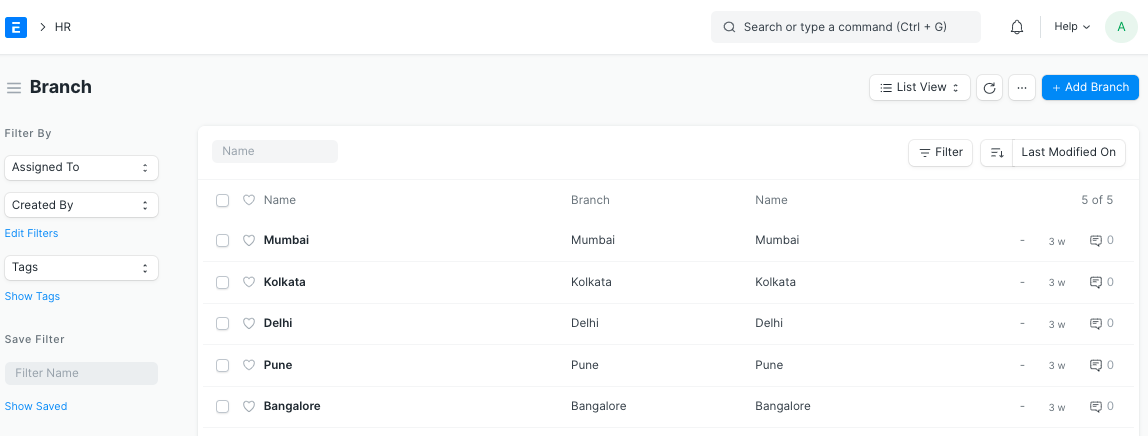 E HR Search or type a command (Ctrl + G) Help A
Branch List View ... + Add Branch
Filter By
Assigned To
Created By
Edit Filters
Tags
Show Tags
Save Filter
Filter Name
Show Saved
Name Filter Last Modified On
Name Branch Name 5 of 5
Mumbai Mumbai Mumbai - 3 w 0
Kolkata Kolkata Kolkata - 3 w 0
Delhi Delhi Delhi - 3 w 0
Pune Pune Pune - 3 w 0
Bangalore Bangalore Bangalore - 3 w 0